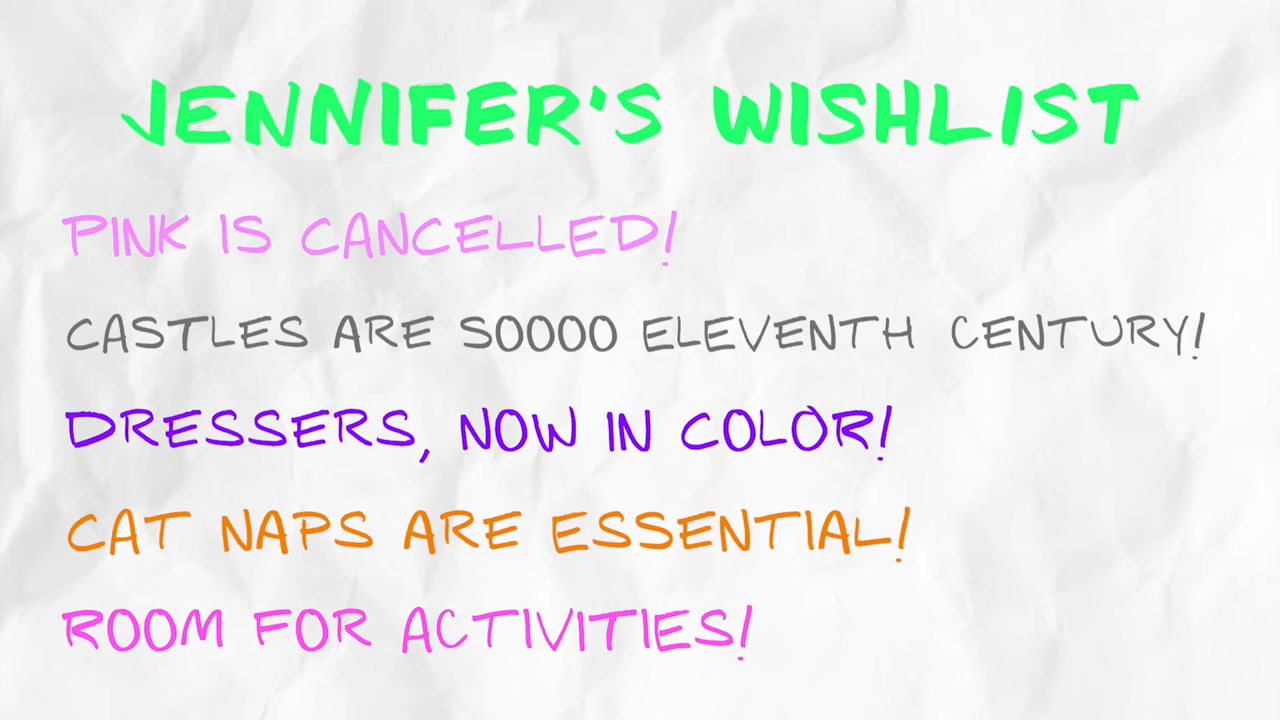 JENNIFER'S WISHLIST
PINK IS CANCELLED!
CASTLES ARE SOOOO ELEVENTH CENTURY!
DRESSERS, NOW IN COLOR!
CAT NAPS ARE ESSENTIAL!
ROOM FOR ACTIVITIES!